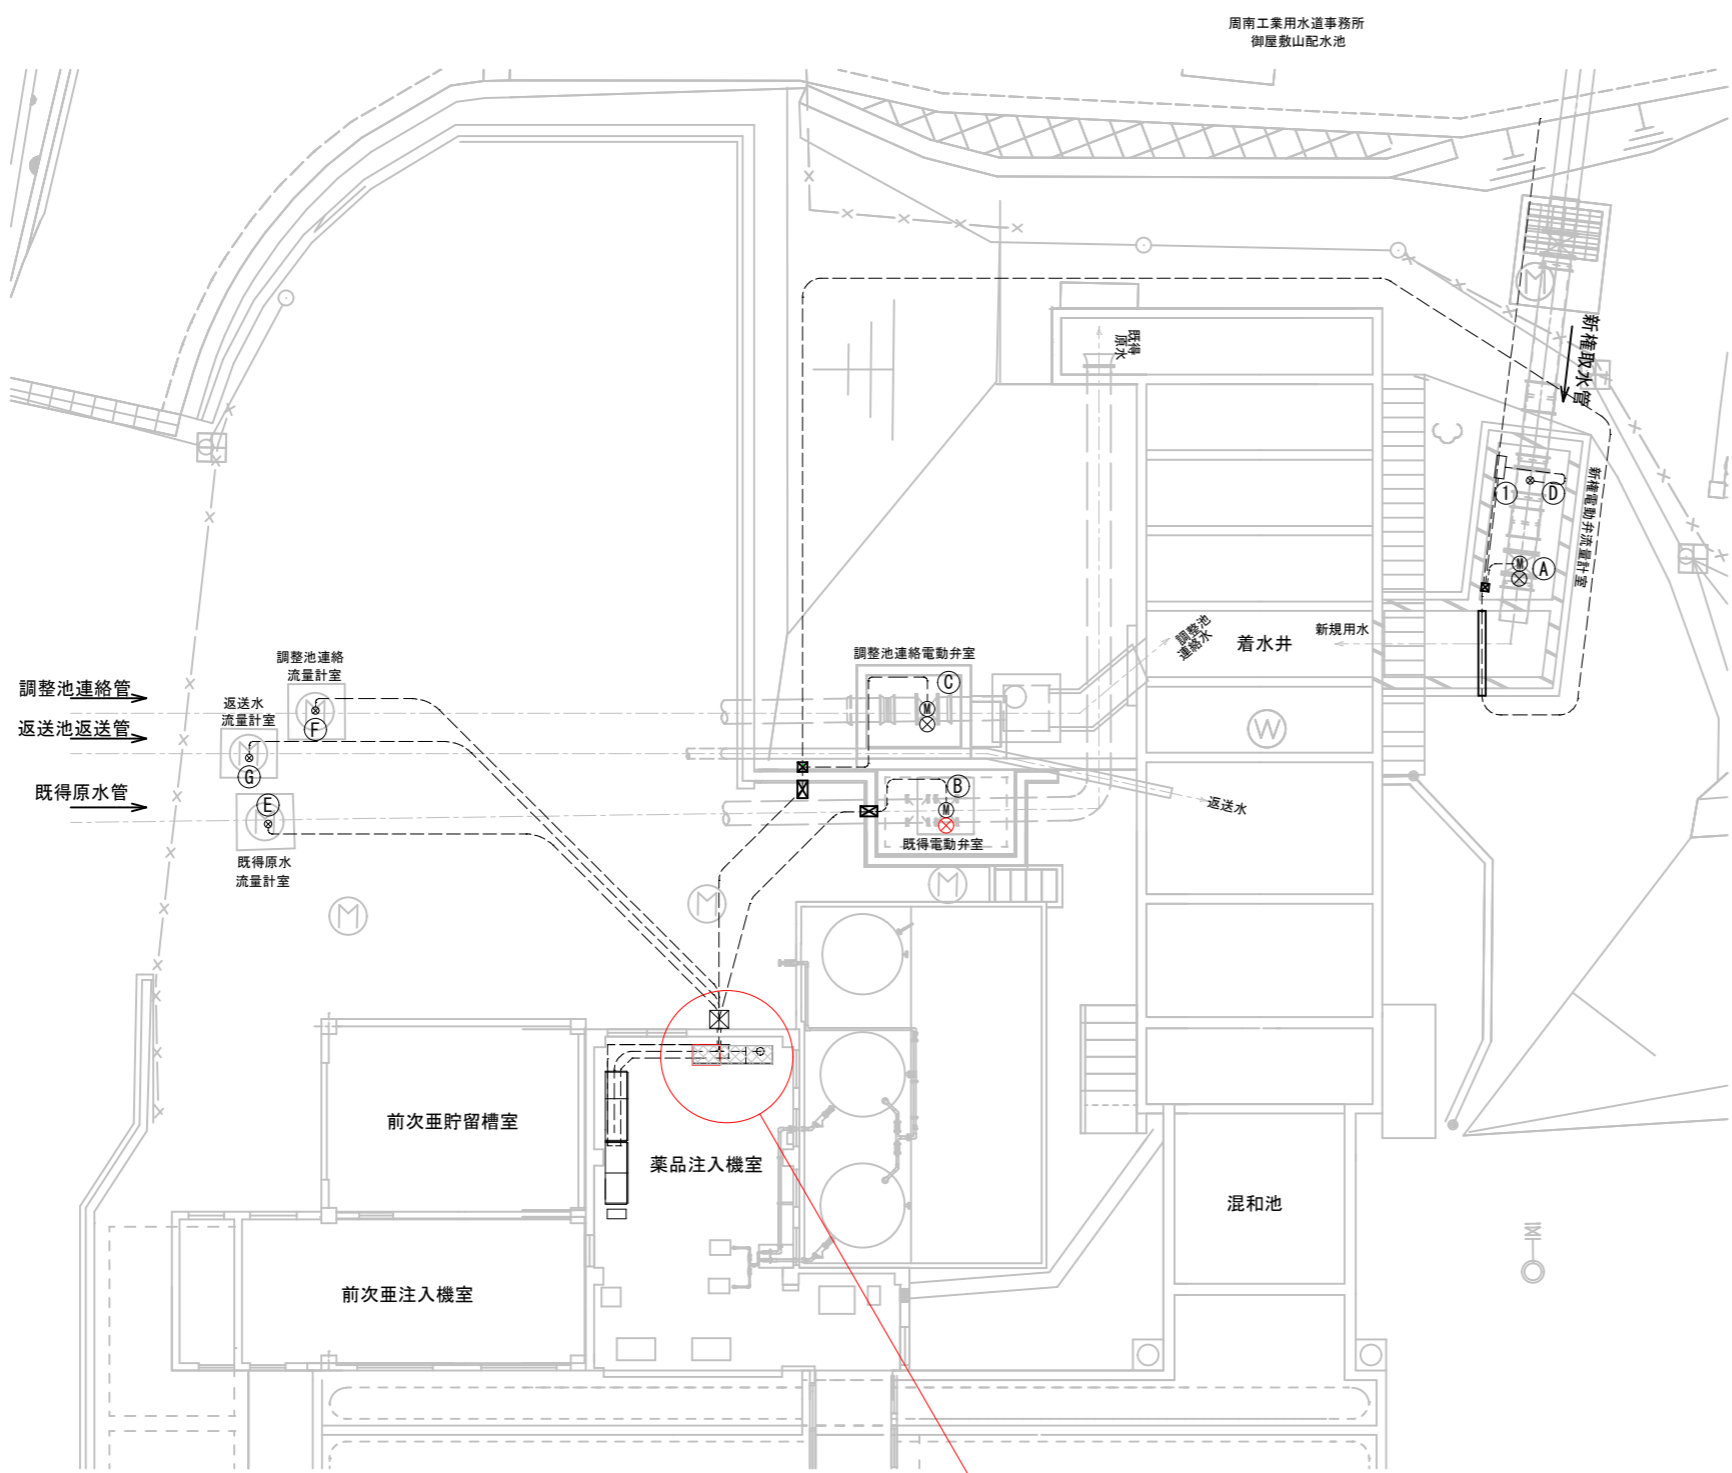 周南工業用水道事務所
御屋敷山配水池
既得
原水
新権取水管
M
1
D
新権電動弁流量計室
M
A
調整池
連絡水
着水井
新規用水
調整池連絡
流量計室
調整池連絡電動弁室
調整池連絡管
返送水
流量計室
M
F
C
M
返送池返送管
M
G
W
既得原水管
E
B
M
返送水
既得電動弁室
既得原水
流量計室
M
M
M
前次亜貯留槽室
薬品注入機室
混和池
前次亜注入機室
M